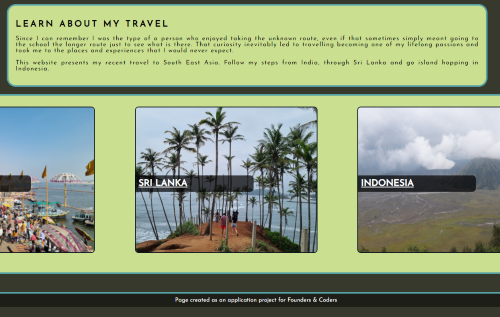 LEARN ABOUT MY TRAVEL
Since I can remember I was the type of a person who enjoyed taking the unknown route, even if that sometimes simply meant going to
the school the longer route just to see what is there. That curiosity inevitably led to travelling becoming one of my lifelong passions and
took me to the places and experiences that I would never expect.
This website presents my recent travel to South East Asia. Follow my steps from India, through Sri Lanka and go island hopping in
Indonesia.
SRI LANKA
INDONESIA
Page created as an application project for Founders & Coders